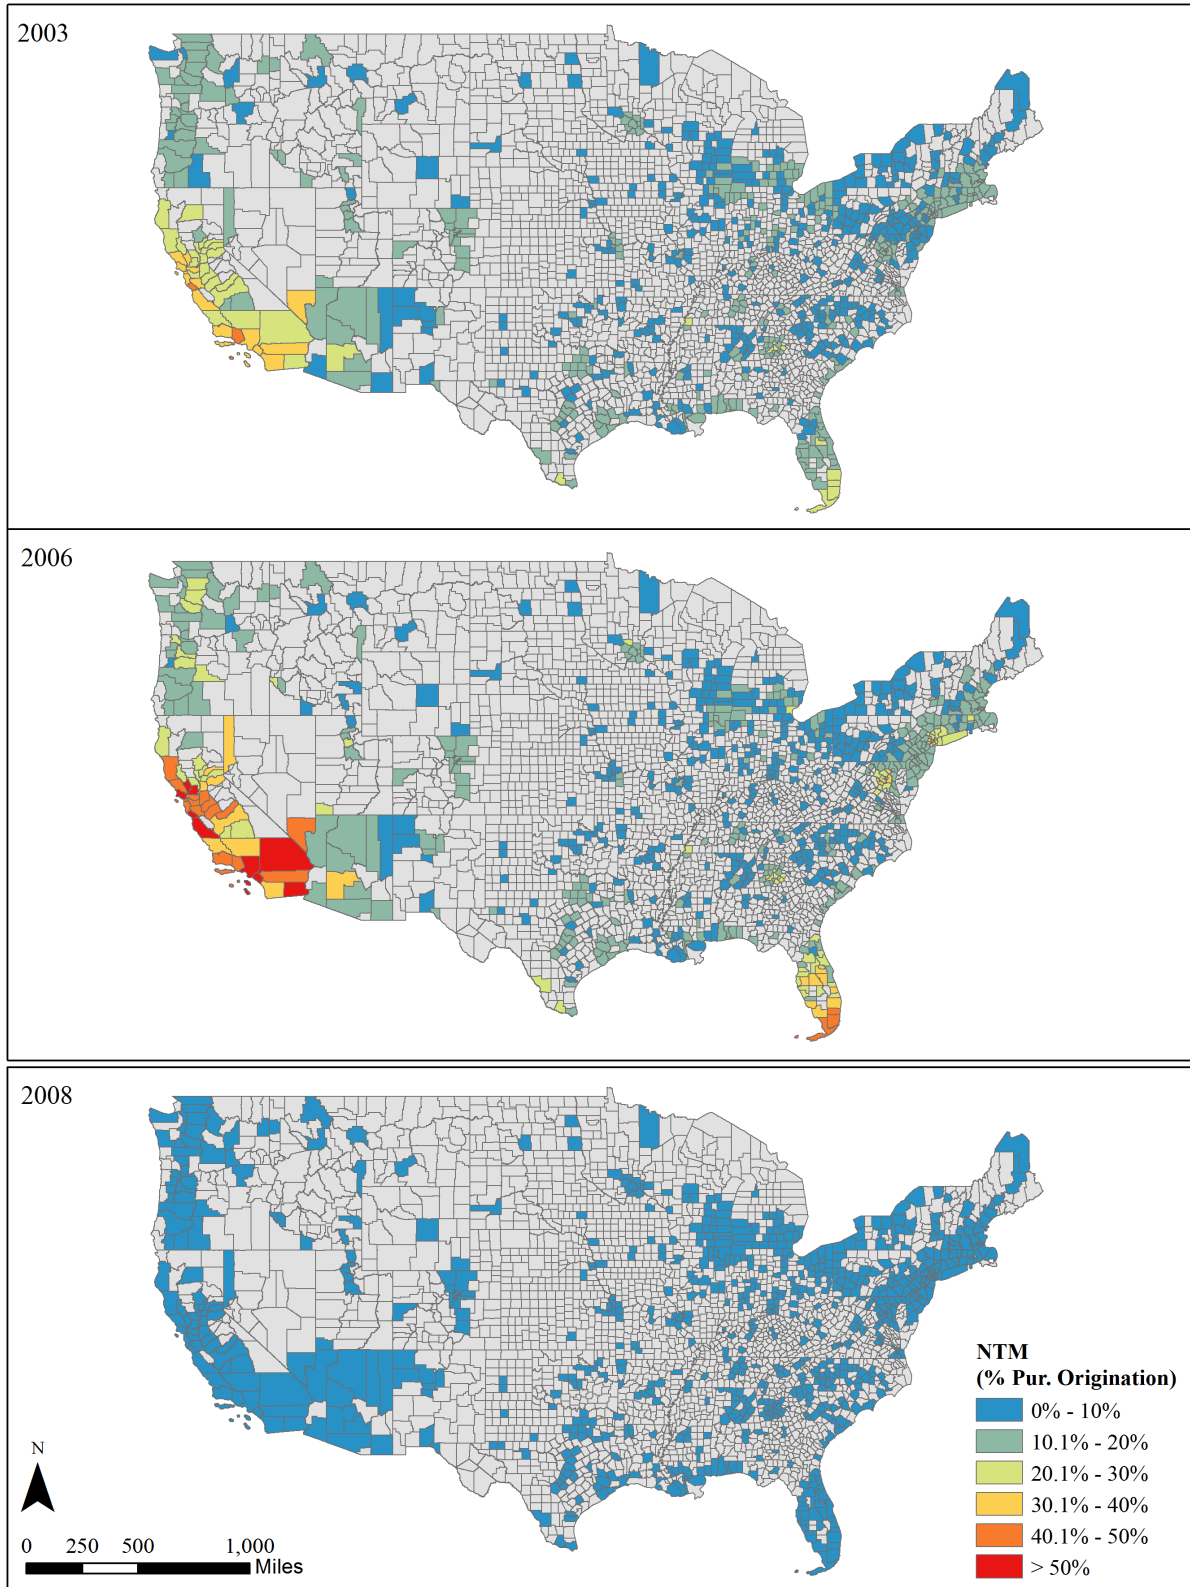 2003
2006
2008
NTM
(% Pur. Origination)
0% - 10%
10.1% - 20%
20.1% - 30%
30.1% - 40%
40.1% - 50%
> 50%
N
0 250 500 1,000
Miles